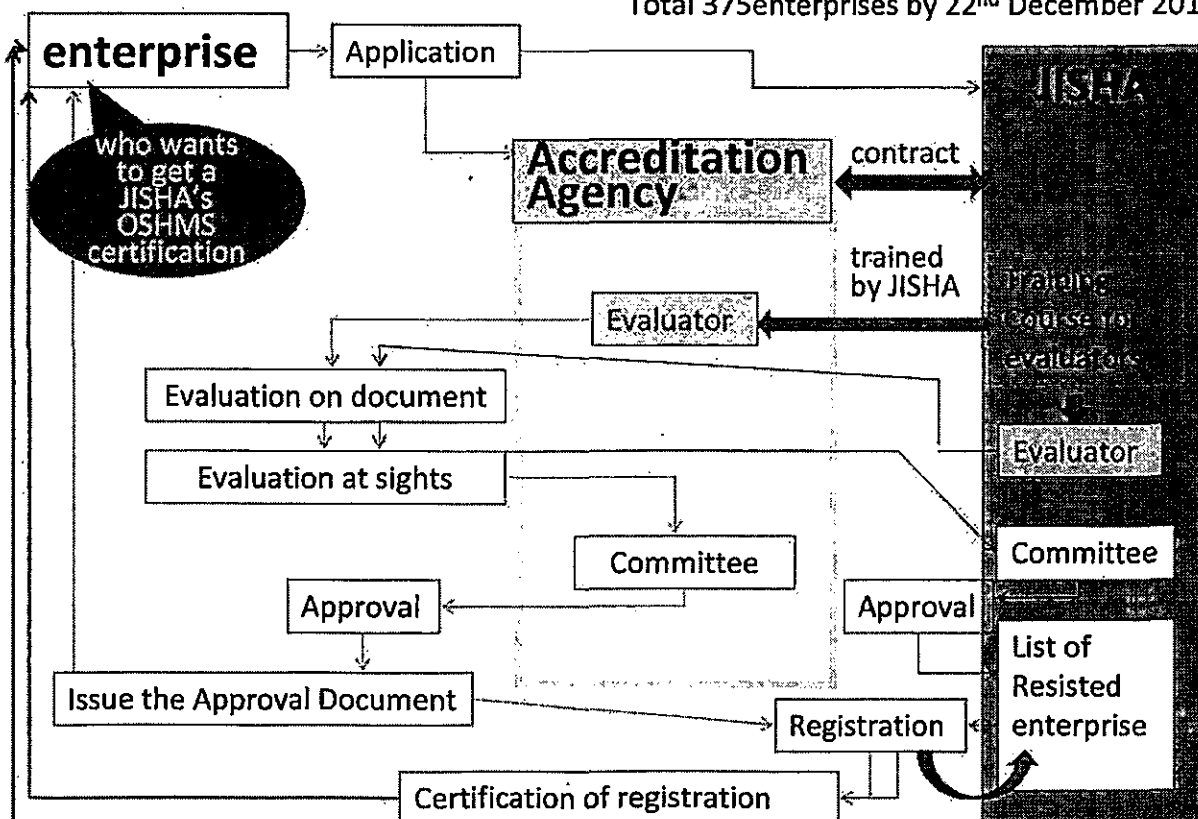 Total 375enterprises by 22nd December 201
enterprise
Application
JISHA
who wants
to get a
JISHA's
OSHMS
certification
Accreditation
Agency
contract
trained
by JISHA
Training
Course for
evaluators
Evaluator
Evaluation on document
Evaluator
Evaluation at sights
Committee
Committee
Approval
Approval
List of
Resisted
enterprise
Issue the Approval Document
Registration
Certification of registration